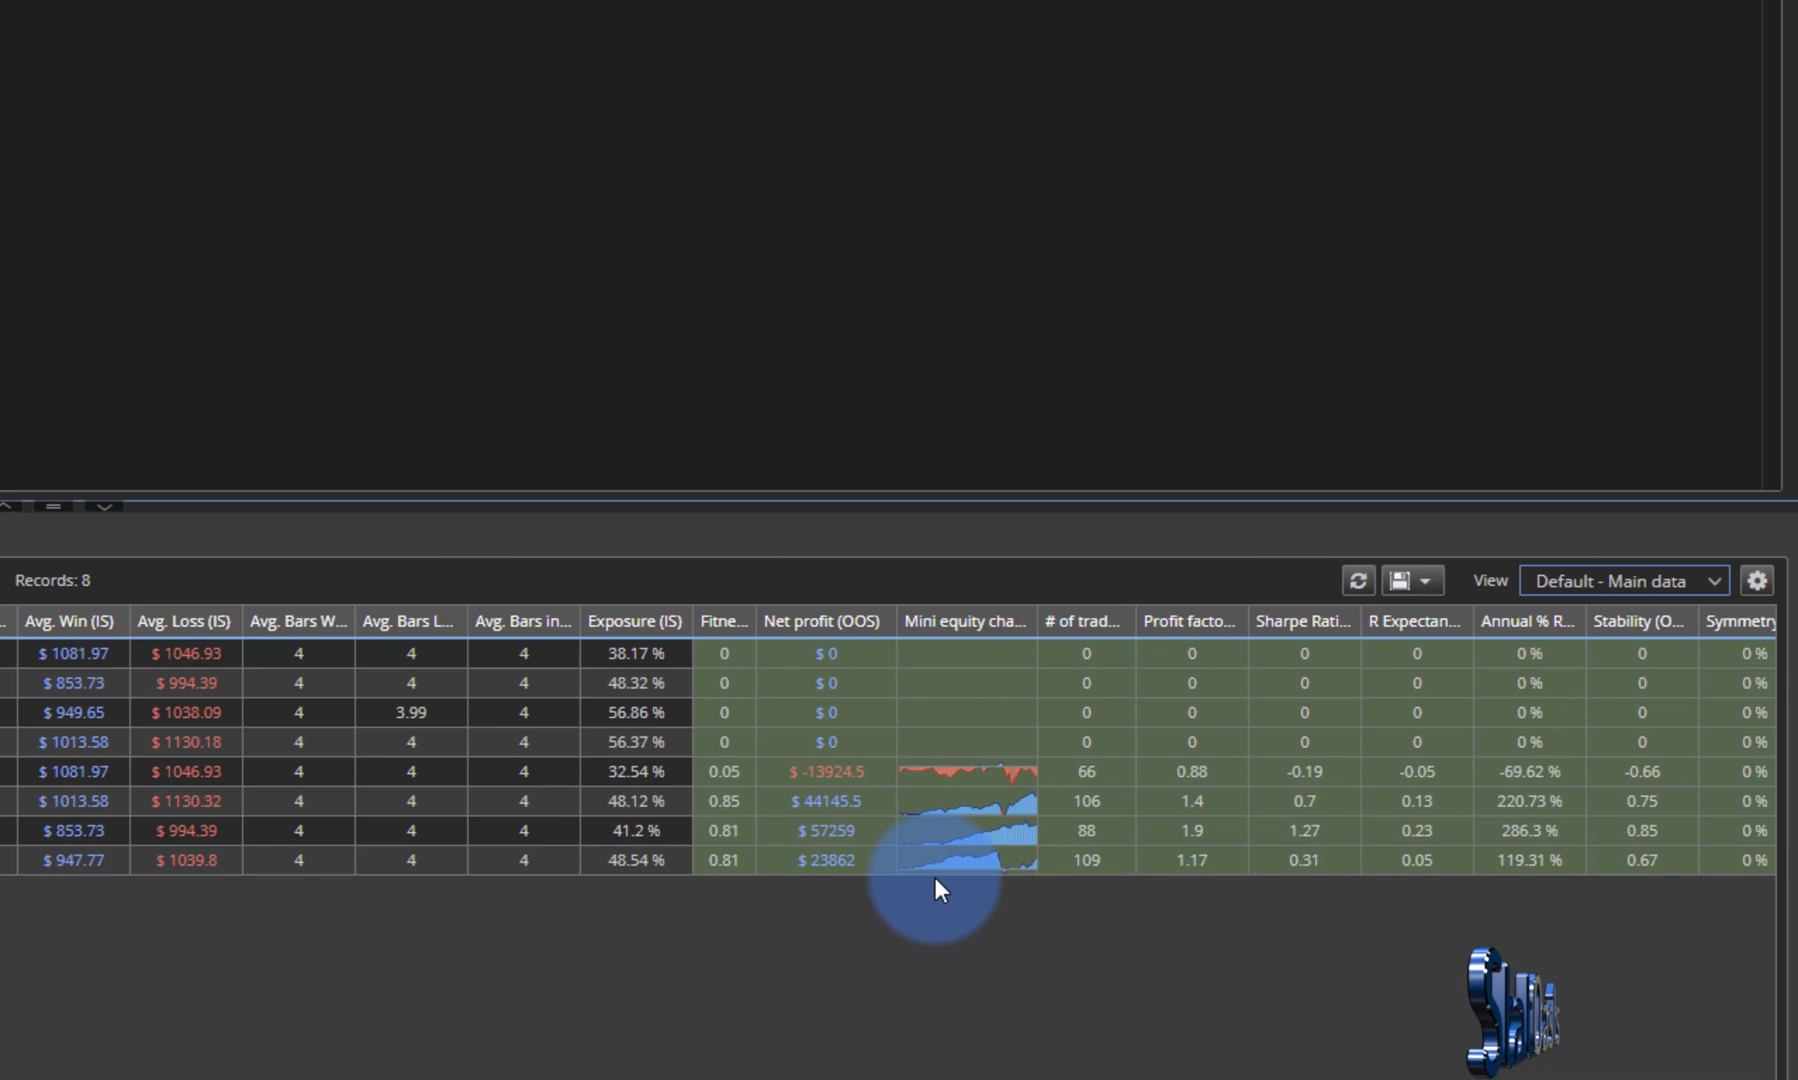 Records: 8 View Default - Main data
Avg. Win (IS) Avg. Loss (IS) Avg. Bars W... Avg. Bars L... Avg. Bars in... Exposure (IS) Fitne... Net profit (OOS) Mini equity cha... # of trad... Profit facto... Sharpe Rati... R Expectan... Annual % R... Stability (O... Symmetry
$ 1081.97 $ 1046.93 4 4 4 38.17 % 0 $ 0 0 0 0 0 0 % 0 0 %
$ 853.73 $ 994.39 4 4 4 48.32 % 0 $ 0 0 0 0 0 0 % 0 0 %
$ 949.65 $ 1038.09 4 3.99 4 56.86 % 0 $ 0 0 0 0 0 0 % 0 0 %
$ 1013.58 $ 1130.18 4 4 4 56.37 % 0 $ 0 0 0 0 0 0 % 0 0 %
$ 1081.97 $ 1046.93 4 4 4 32.54 % 0.05 $ -13924.5 66 0.88 -0.19 -0.05 -69.62 % -0.66 0 %
$ 1013.58 $ 1130.32 4 4 4 48.12 % 0.85 $ 44145.5 106 1.4 0.7 0.13 220.73 % 0.75 0 %
$ 853.73 $ 994.39 4 4 4 41.2 % 0.81 $ 57259 88 1.9 1.27 0.23 286.3 % 0.85 0 %
$ 947.77 $ 1039.8 4 4 4 48.54 % 0.81 $ 23862 109 1.17 0.31 0.05 119.31 % 0.67 0 %